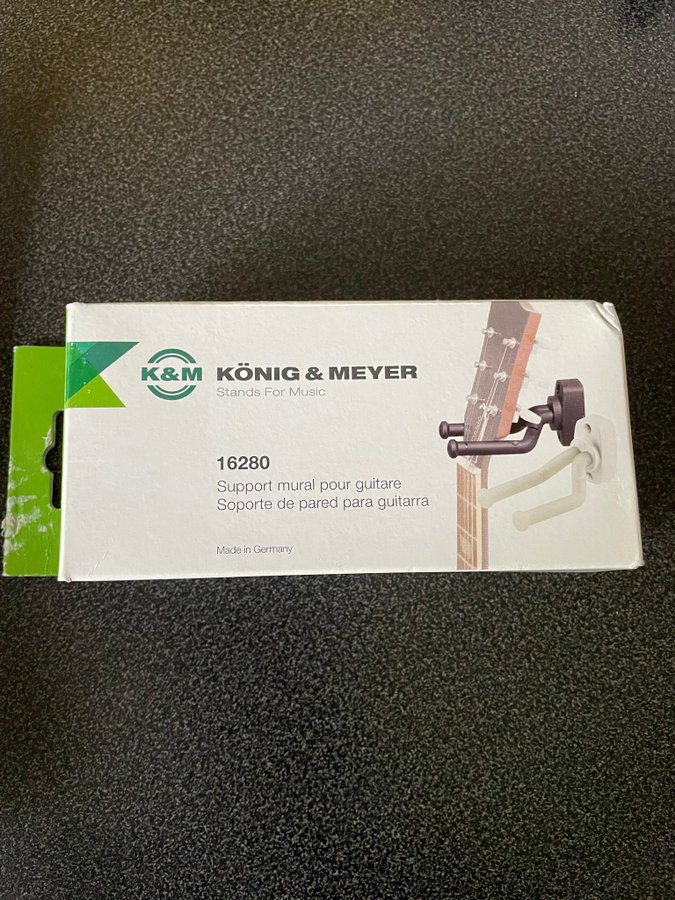 K&M KÖNIG & MEYER
Stands For Music
16280
Support mural pour guitare
Soporte de pared para guitarra
Made in Germany